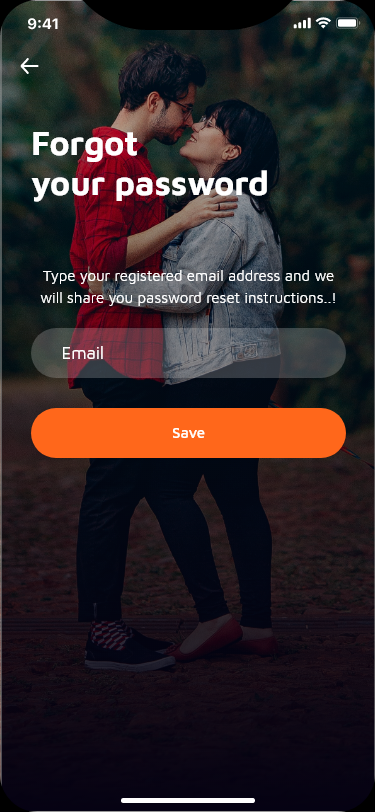 9:41
Forgot
your password
Type your registered email address and we
will share you password reset instructions..!
Email
Save